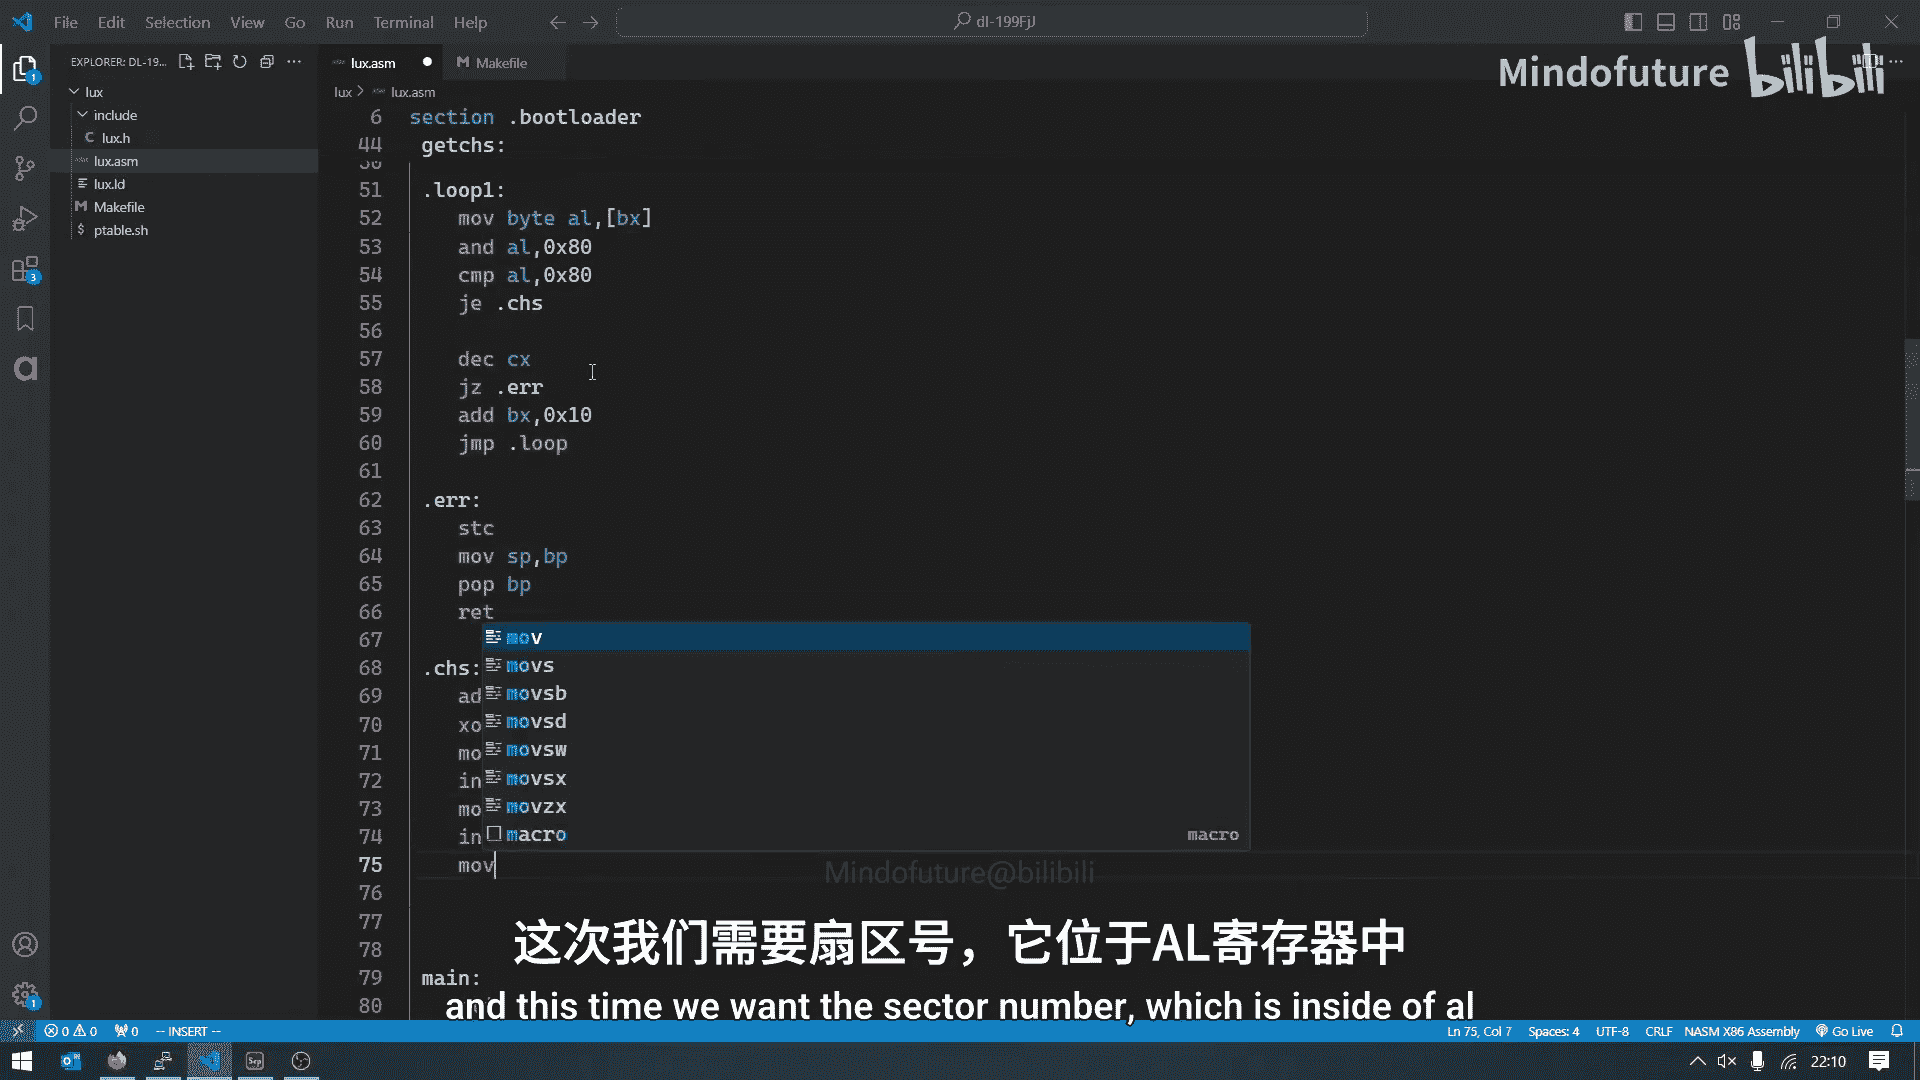 File Edit Selection View Go Run Terminal Help
dl-199FjJ
EXPLORER: DL-19...
lux.asm
Makefile
Mindofuture bilibili
lux
include
lux.h
lux.asm
lux.ld
Makefile
ptable.sh
lux > lux.asm
6 section .bootloader
44 getchs:
50
51 .loop1:
52 mov byte al,[bx]
53 and al,0x80
54 cmp al,0x80
55 je .chs
56
57 dec cx
58 jz .err
59 add bx,0x10
60 jmp .loop
61
62 .err:
63 stc
64 mov sp,bp
65 pop bp
66 ret
67
68 .chs:
69 ad
70 xo
71 mo
72 in
73 mo
74 in
75 mov
76
77
78
79 main:
80
mov
movs
movsb
movsd
movsw
movsx
movzx
macro macro
Mindofuture@bilibili
这次我们需要扇区号，它位于AL寄存器中
and this time we want the sector number, which is inside of al
1
3
1
0 0 0 -- INSERT --
Ln 75, Col 7 Spaces: 4 UTF-8 CRLF NASM X86 Assembly Go Live
22:10